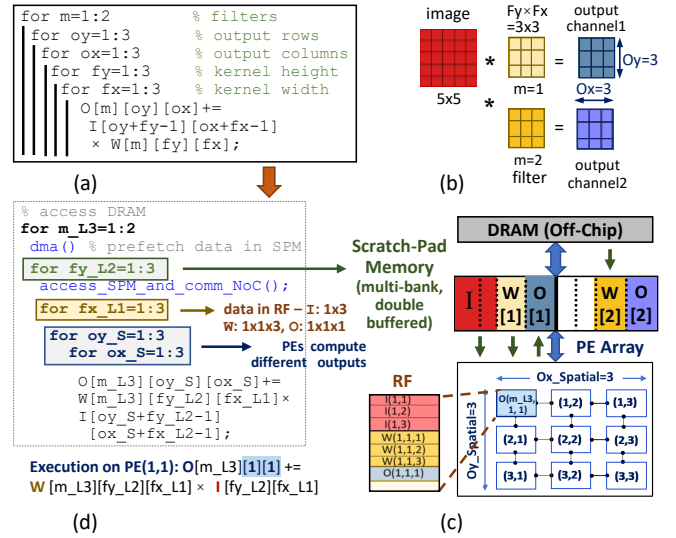 for m=1:2 % filters
for oy=1:3 % output rows
for ox=1:3 % output columns
for fy=1:3 % kernel height
for fx=1:3 % kernel width
O[m][oy][ox]+=
I[oy+fy-1][ox+fx-1]
× W[m][fy][fx];
(a)
image
5x5
*
Fy×Fx
=3x3
m=1
=
output
channel1
Oy=3
Ox=3
*
m=2
filter
=
output
channel2
(b)
% access DRAM
for m_L3=1:2
dma() % prefetch data in SPM
for fy_L2=1:3
access_SPM_and_comm_NoC();
for fx_L1=1:3
for oy_S=1:3
for ox_S=1:3
O[m_L3][oy_S][ox_S]+=
W[m_L3][fy_L2][fx_L1]×
I[oy_S+fy_L2-1]
[ox_S+fx_L2-1];
data in RF – I: 1x3
W: 1x1x3, O: 1x1x1
PEs compute
different outputs
Execution on PE(1,1): O[m_L3][1][1] +=
W [m_L3][fy_L2][fx_L1] × I [fy_L2][fx_L1]
(d)
Scratch-Pad
Memory
(multi-bank,
double
buffered)
DRAM (Off-Chip)
I
W
[1]
O
[1]
W
[2]
O
[2]
PE Array
RF
I(1,1)
I(1,2)
I(1,3)
W(1,1,1)
W(1,1,2)
W(1,1,3)
O(1,1,1)
Ox_Spatial=3
Oy_Spatial=3
O(m_L3,
1, 1)
(1,2)
(1,3)
(2,1)
(2,2)
(2,3)
(3,1)
(3,2)
(3,3)
(c)